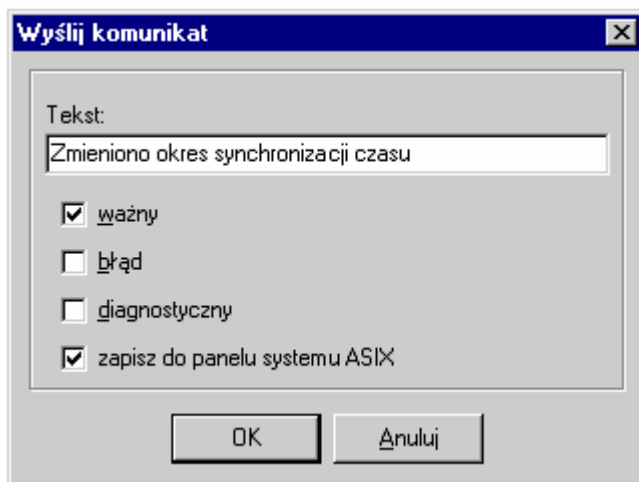 Wyślij komunikat
Tekst:
Zmieniono okres synchronizacji czasu
ważny
błąd
diagnostyczny
zapisz do panelu systemu ASIX
OK Anuluj